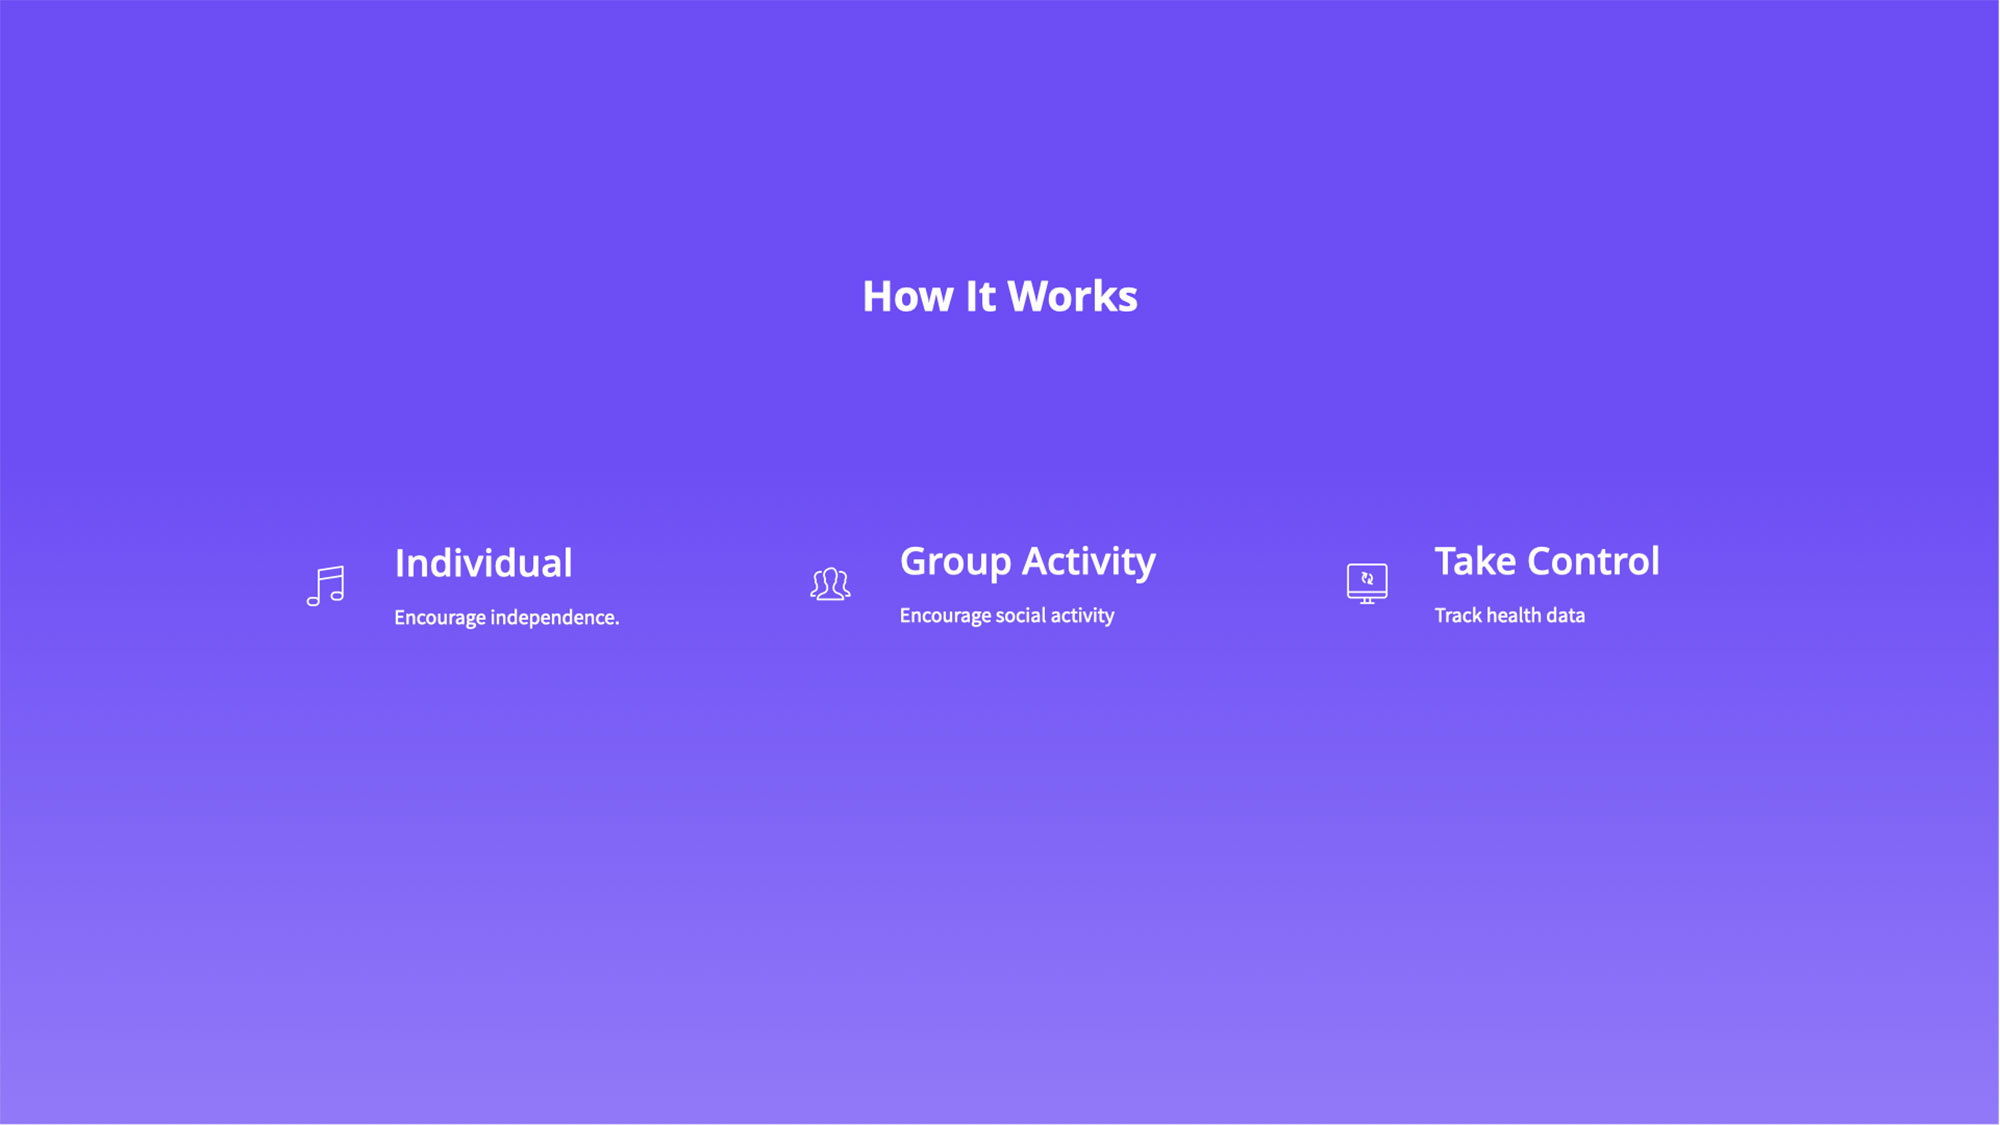 How It Works
Individual
Encourage independence.
Group Activity
Encourage social activity
Take Control
Track health data